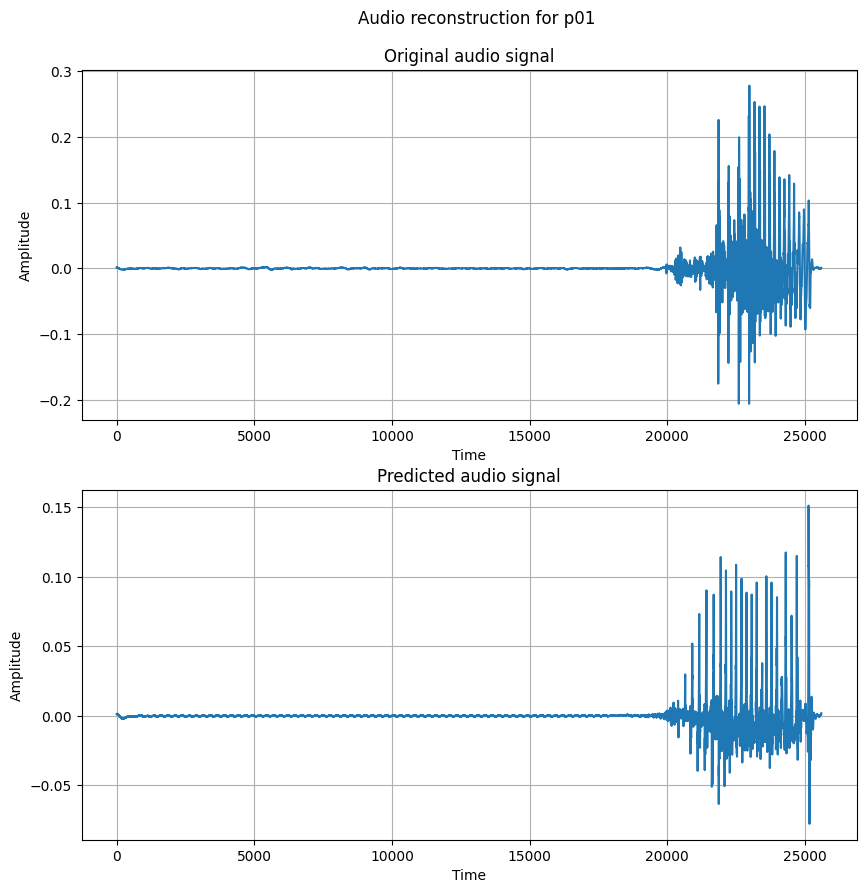 Audio reconstruction for p01
Original audio signal
0.3
0.2
0.1
0.0
−0.1
−0.2
Amplitude
0 5000 10000 15000 20000 25000
Time
Predicted audio signal
0.15
0.10
0.05
0.00
−0.05
Amplitude
0 5000 10000 15000 20000 25000
Time